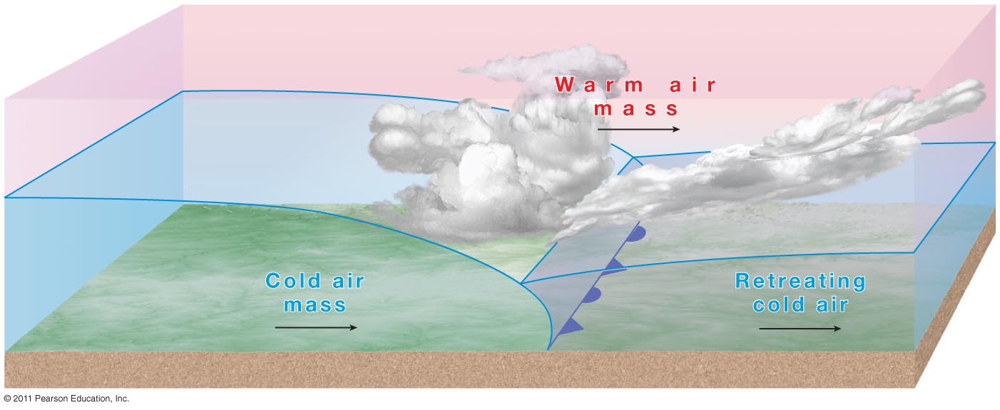 Warm air
mass
Cold air
mass
Retreating
cold air
© 2011 Pearson Education, Inc.